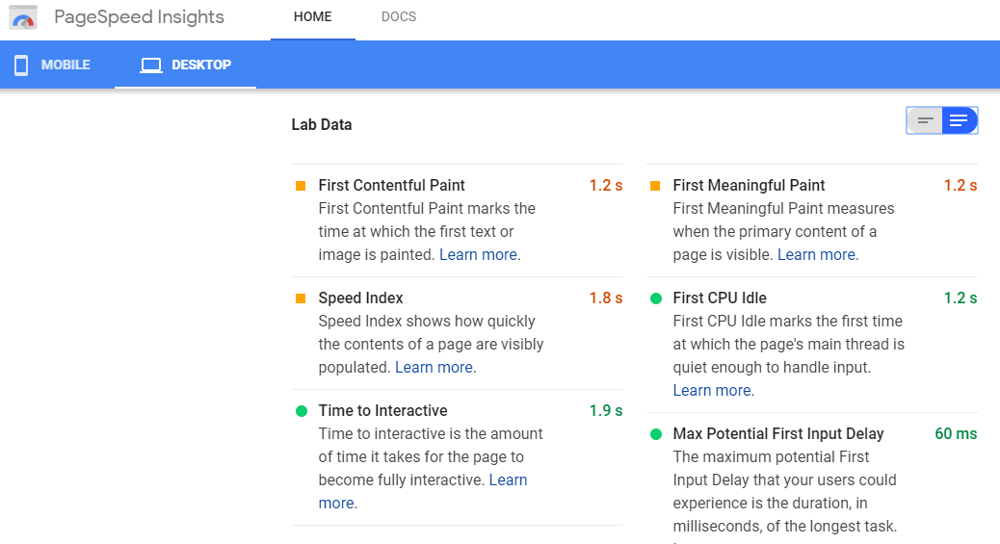 PageSpeed Insights
HOME
DOCS
MOBILE
DESKTOP
Lab Data
First Contentful Paint 1.2 s
First Contentful Paint marks the
time at which the first text or
image is painted. Learn more.
Speed Index 1.8 s
Speed Index shows how quickly
the contents of a page are visibly
populated. Learn more.
Time to Interactive 1.9 s
Time to interactive is the amount
of time it takes for the page to
become fully interactive. Learn
more.
First Meaningful Paint 1.2 s
First Meaningful Paint measures
when the primary content of a
page is visible. Learn more.
First CPU Idle 1.2 s
First CPU Idle marks the first time
at which the page's main thread is
quiet enough to handle input.
Learn more.
Max Potential First Input Delay 60 ms
The maximum potential First
Input Delay that your users could
experience is the duration, in
milliseconds, of the longest task.